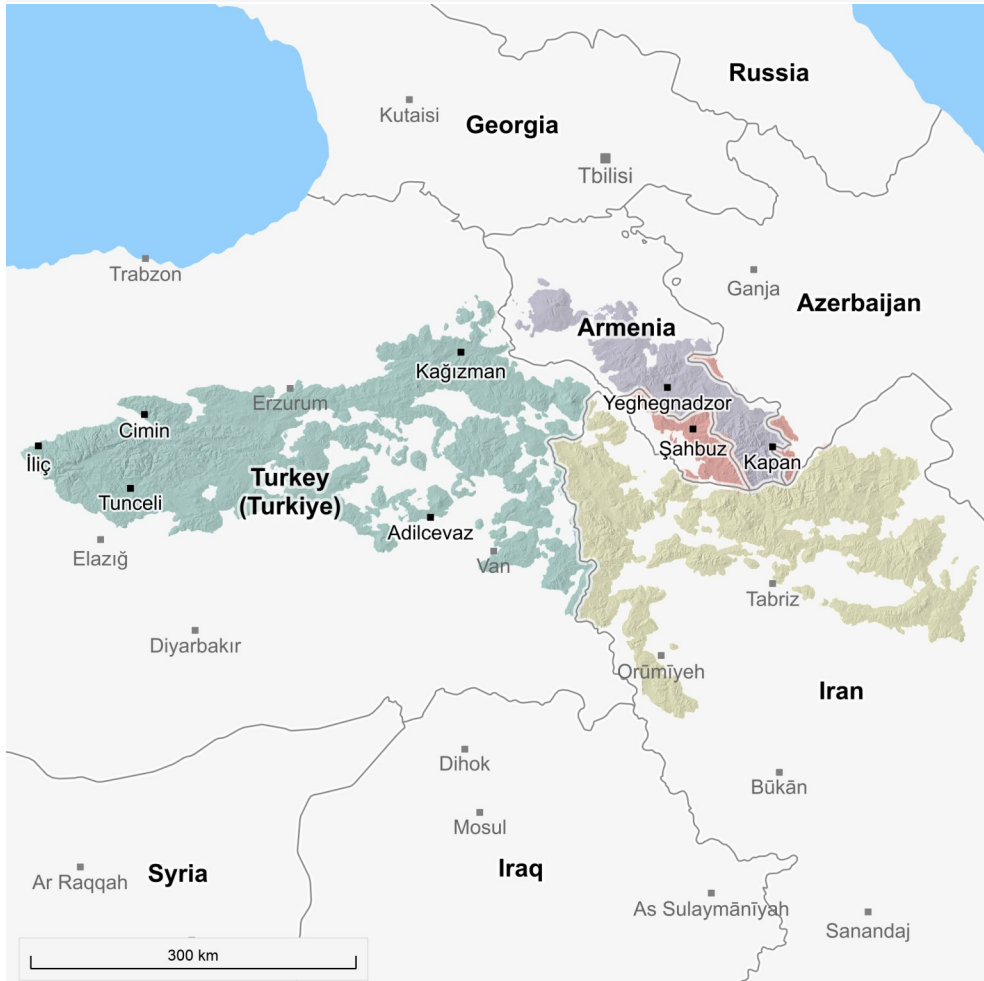 Russia
Kutaisi
Georgia
Tbilisi
Trabzon
Ganja
Azerbaijan
Armenia
Kağızman
Erzurum
Yeghegnadzor
Cimin
Şahbuz
İliç
Kapan
Turkey
(Turkiye)
Tunceli
Adilcevaz
Elazığ
Van
Tabriz
Diyarbakır
Orūmīyeh
Iran
Dihok
Būkān
Mosul
Syria
Iraq
Ar Raqqah
As Sulaymānīyah
Sanandaj
300 km